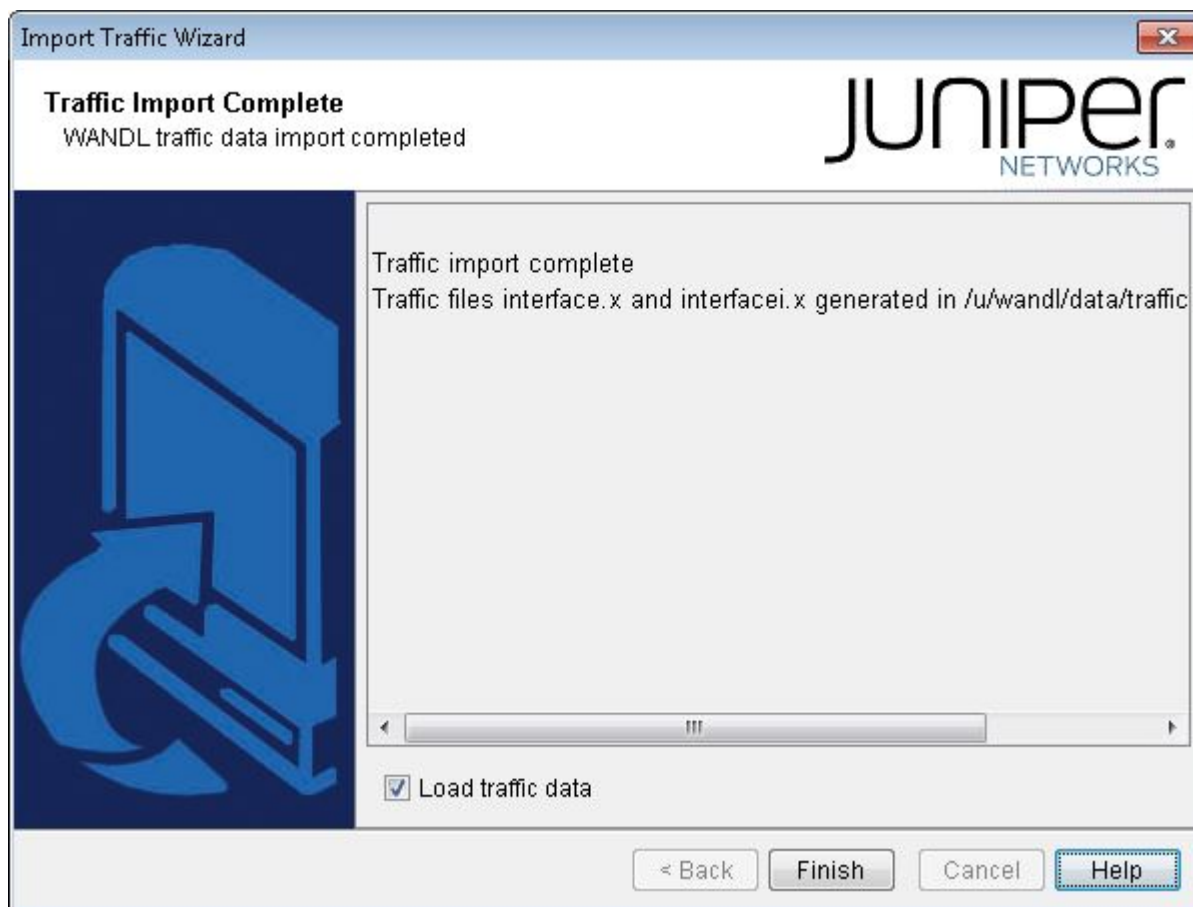 Import Traffic Wizard
Traffic Import Complete
WANDL traffic data import completed
JUNIPer
NETWORKS
Traffic import complete
Traffic files interface.x and interfacei.x generated in /u/wandl/data/traffic
Load traffic data
< Back Finish Cancel Help